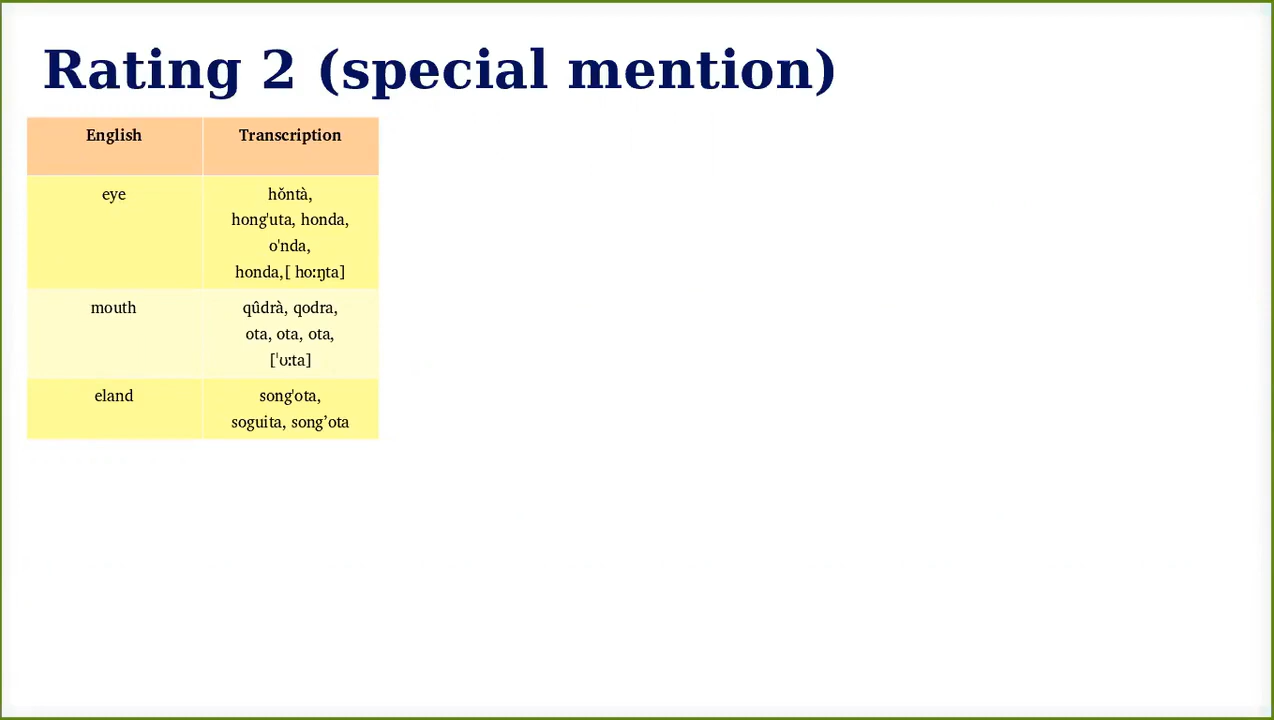 Rating 2 (special mention)
English
Transcription
eye
hǒntà,
hong'uta, honda,
o'nda,
honda,[ hoːŋta]
mouth
qûdrà, qodra,
ota, ota, ota,
[ˈʊːta]
eland
song'ota,
soguita, song’ota